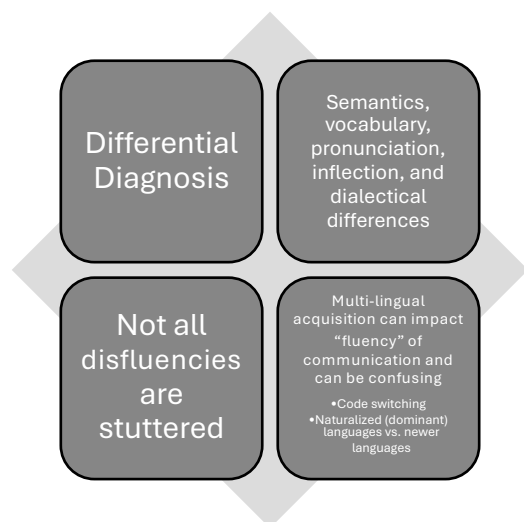 Differential
Diagnosis
Semantics,
vocabulary,
pronunciation,
inflection, and
dialectical
differences
Not all
disfluencies
are
stuttered
Multi-lingual
acquisition can impact
“fluency” of
communication and
can be confusing
•Code switching
•Naturalized (dominant)
languages vs. newer
languages